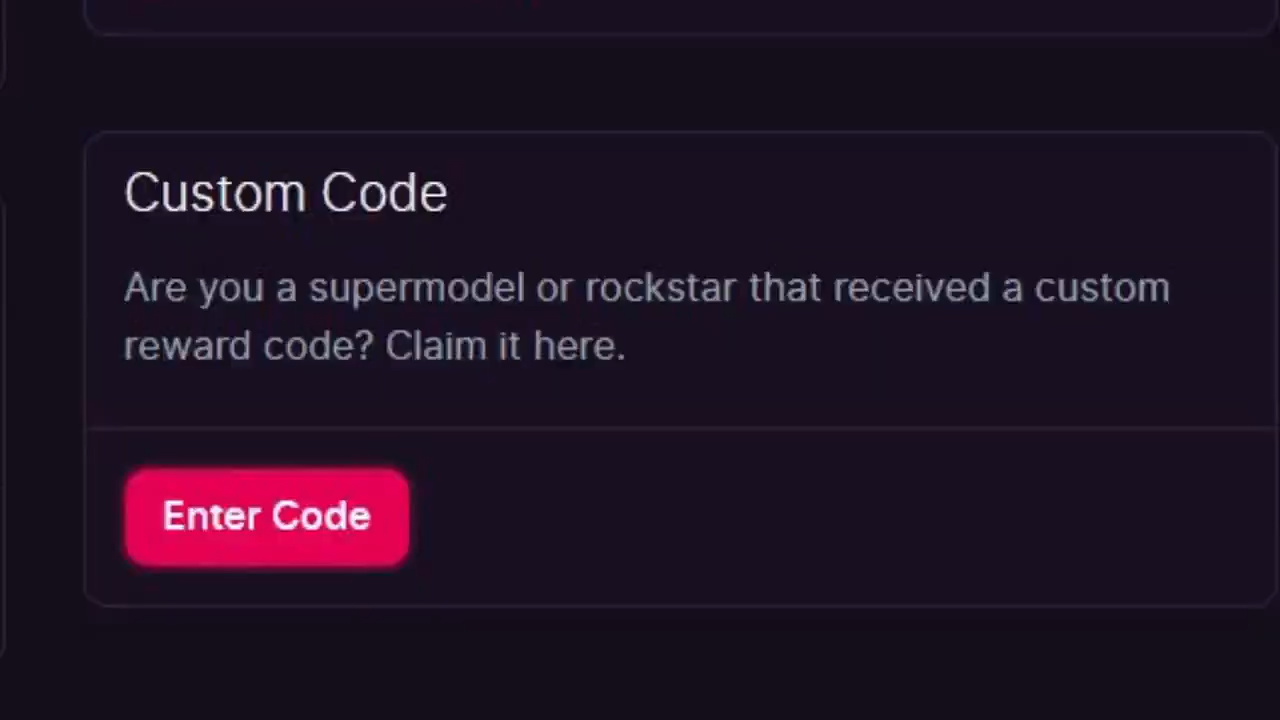 Custom Code
Are you a supermodel or rockstar that received a custom
reward code? Claim it here.
Enter Code